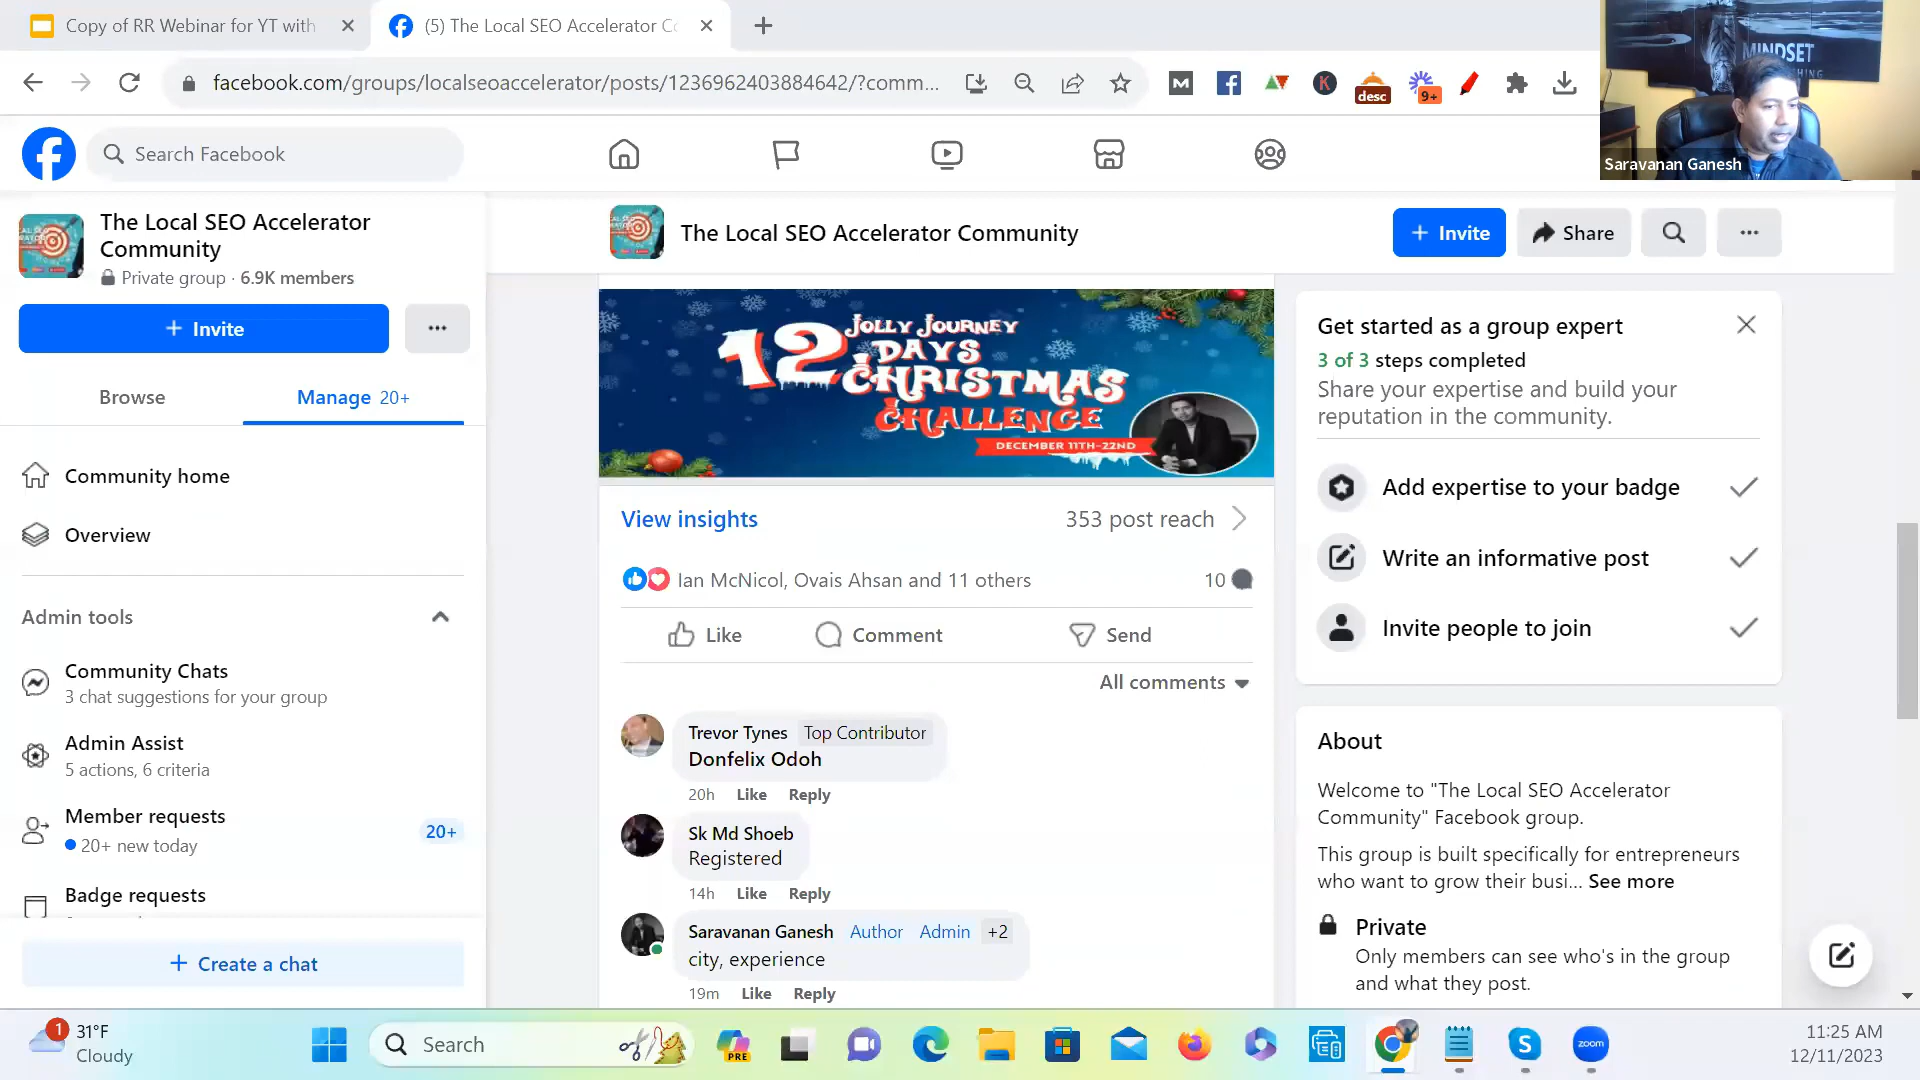 Copy of RR Webinar for YT with
(5) The Local SEO Accelerator Co
facebook.com/groups/localseoaccelerator/posts/1236962403884642/?comm...
desc
9+
MINDSET
Saravanan Ganesh
Search Facebook
The Local SEO Accelerator
Community
Private group · 6.9K members
+ Invite
Browse
Manage 20+
Community home
Overview
Admin tools
Community Chats
3 chat suggestions for your group
Admin Assist
5 actions, 6 criteria
Member requests
20+ new today
20+
Badge requests
+ Create a chat
The Local SEO Accelerator Community
+ Invite
Share
JOLLY JOURNEY
12 DAYS
CHRISTMAS
CHALLENGE
DECEMBER 11TH-22ND
View insights
353 post reach
Ian McNicol, Ovais Ahsan and 11 others
10
Like
Comment
Send
All comments
Trevor Tynes Top Contributor
Donfelix Odoh
20h Like Reply
Sk Md Shoeb
Registered
14h Like Reply
Saravanan Ganesh Author Admin +2
city, experience
19m Like Reply
Get started as a group expert
3 of 3 steps completed
Share your expertise and build your
reputation in the community.
Add expertise to your badge
Write an informative post
Invite people to join
About
Welcome to "The Local SEO Accelerator
Community" Facebook group.
This group is built specifically for entrepreneurs
who want to grow their busi... See more
Private
Only members can see who's in the group
and what they post.
1
31°F
Cloudy
Search
PRE
zoom
11:25 AM
12/11/2023